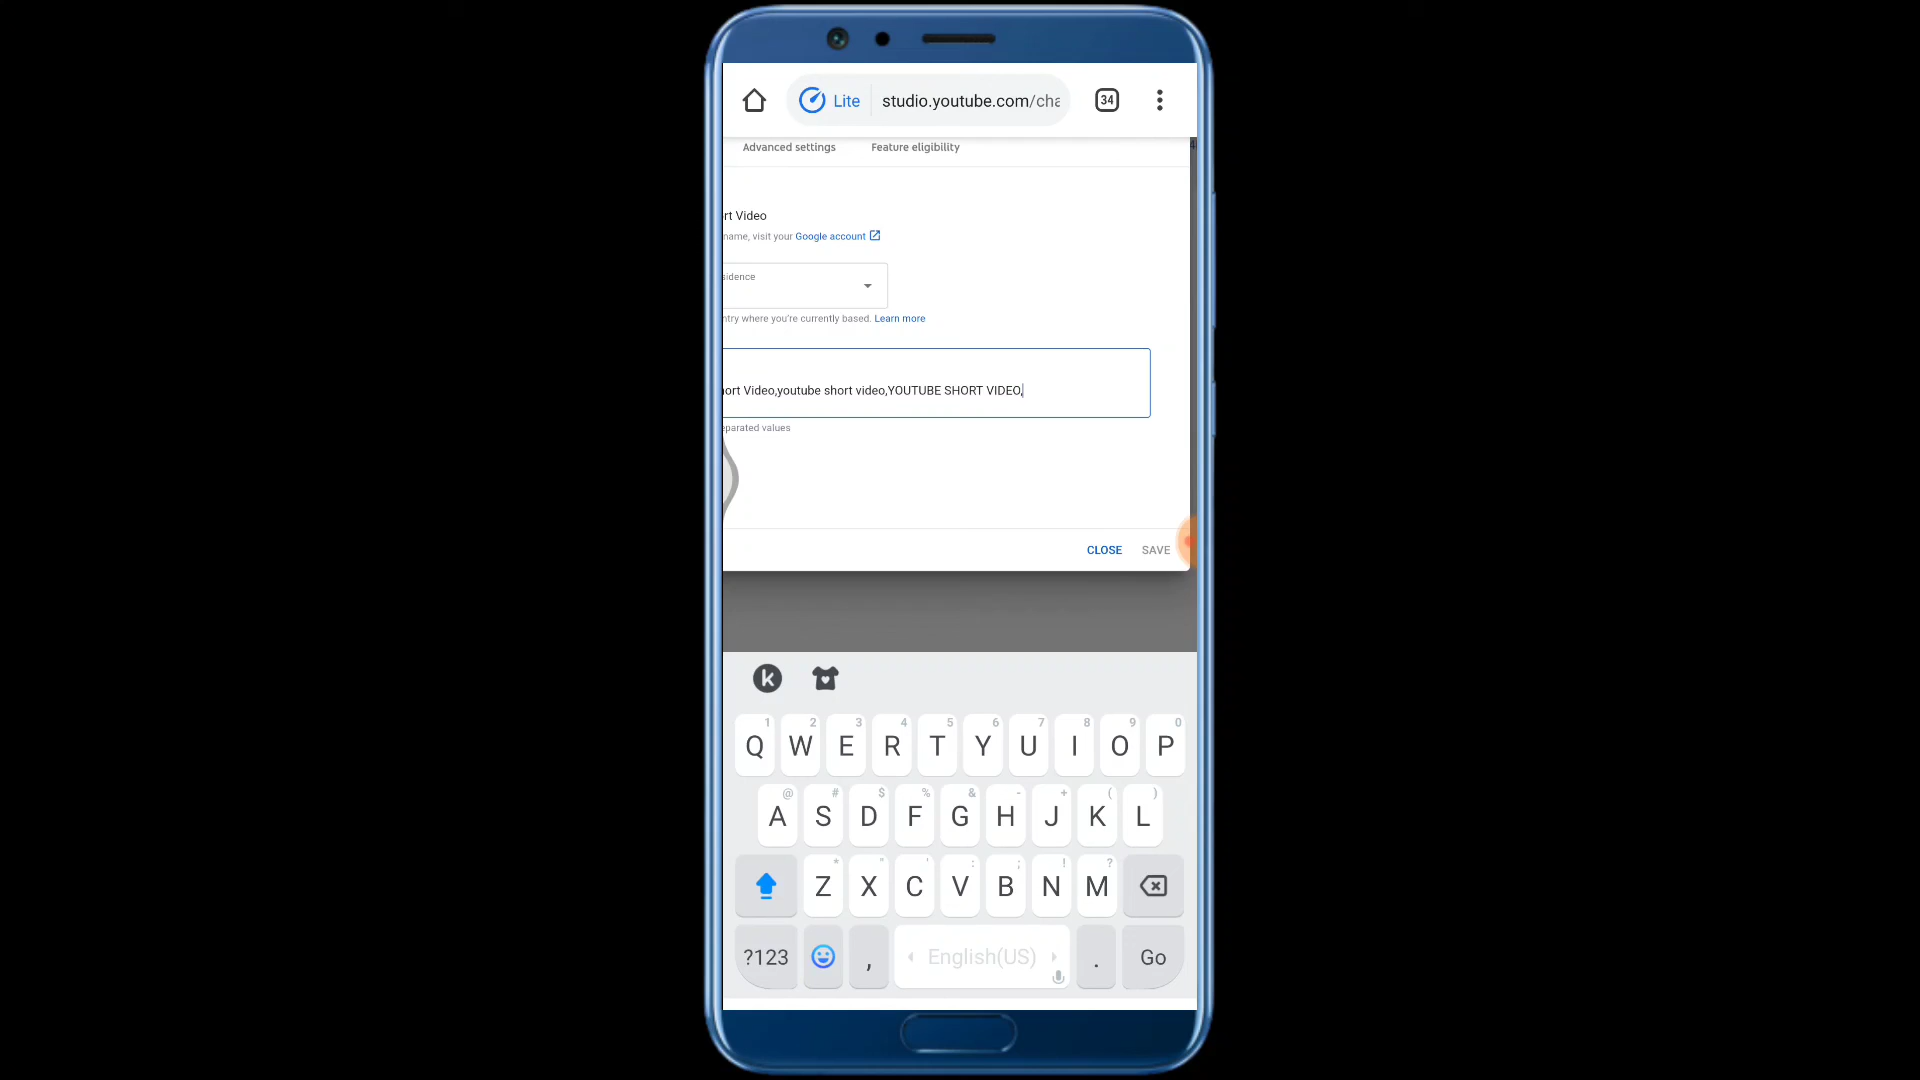 Lite studio.youtube.com/cha 34
Advanced settings Feature eligibility
rt Video
name, visit your Google account
sidence
ntry where you're currently based. Learn more
ort Video,youtube short video,YOUTUBE SHORT VIDEO,
eparated values
CLOSE SAVE
k
1 2 3 4 5 6 7 8 9 0
Q W E R T Y U I O P
@ # $ % & - + ( )
A S D F G H J K L
* " ' : ; ! ?
Z X C V B N M
?123 , English(US) . Go